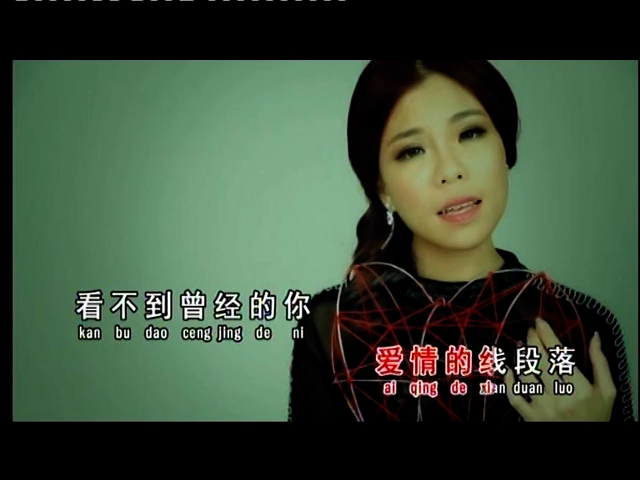 看不到曾经的你
kan bu dao ceng jing de ni
爱情的线段落
ai qing de xian duan luo